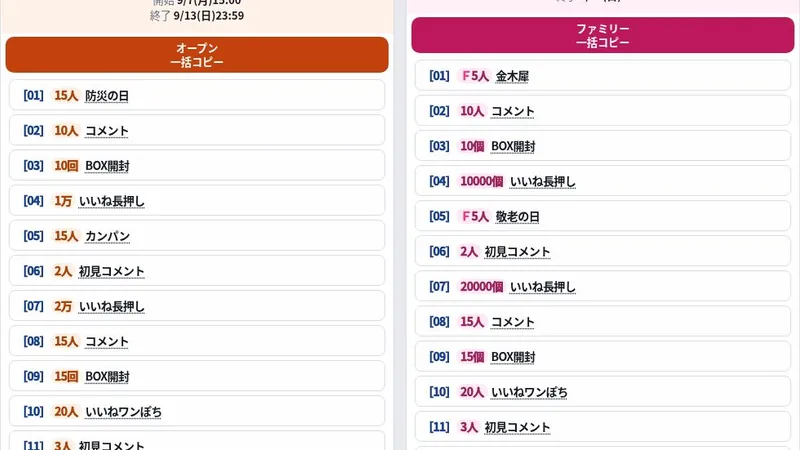 開始 9/7(月)15:00
終了 9/13(日)23:59
オープン
一括コピー
[01] 15人 防災の日
[02] 10人 コメント
[03] 10回 BOX開封
[04] 1万 いいね長押し
[05] 15人 カンパン
[06] 2人 初見コメント
[07] 2万 いいね長押し
[08] 15人 コメント
[09] 15回 BOX開封
[10] 20人 いいねワンぽち
[11] 3人 初見コメント
ファミリー
一括コピー
[01] F5人 金木犀
[02] 10人 コメント
[03] 10個 BOX開封
[04] 10000個 いいね長押し
[05] F5人 敬老の日
[06] 2人 初見コメント
[07] 20000個 いいね長押し
[08] 15人 コメント
[09] 15個 BOX開封
[10] 20人 いいねワンぽち
[11] 3人 初見コメント